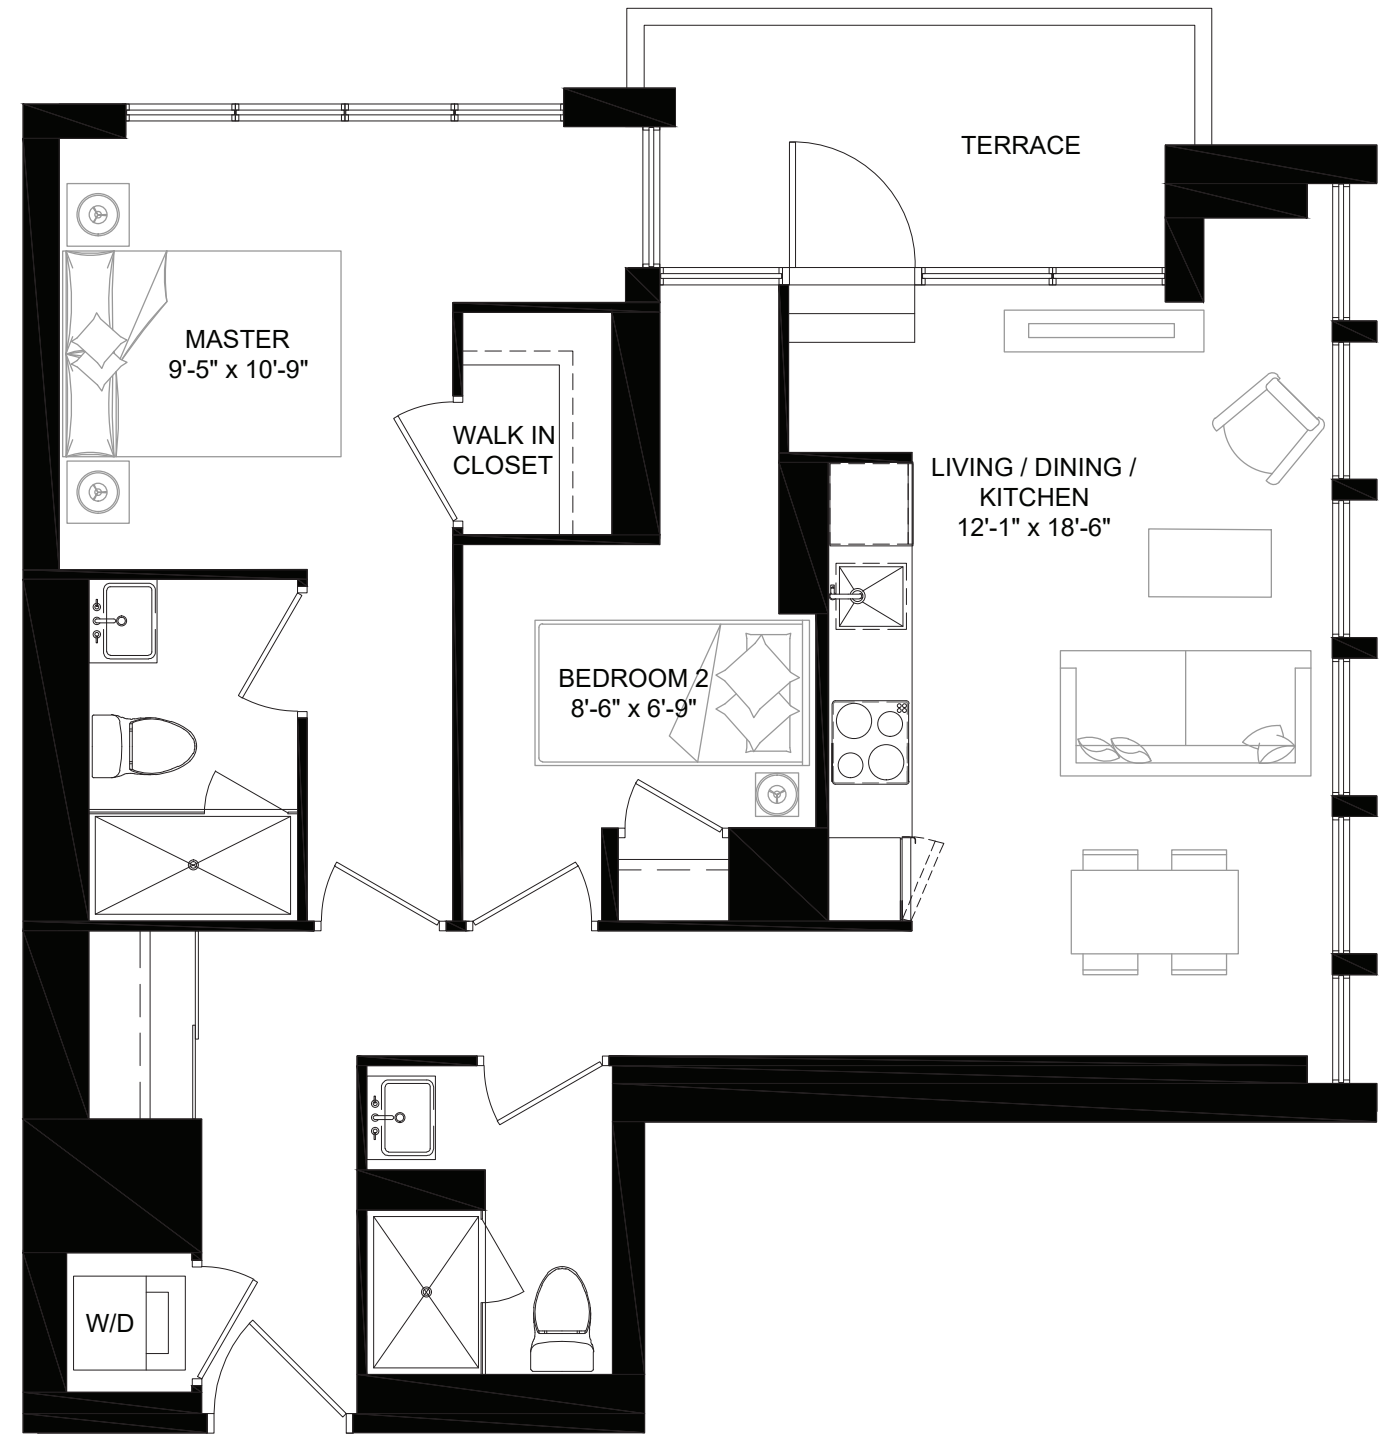 TERRACE
MASTER
9'-5" x 10'-9"
WALK IN
CLOSET
LIVING / DINING /
KITCHEN
12'-1" x 18'-6"
BEDROOM 2
8'-6" x 6'-9"
W/D